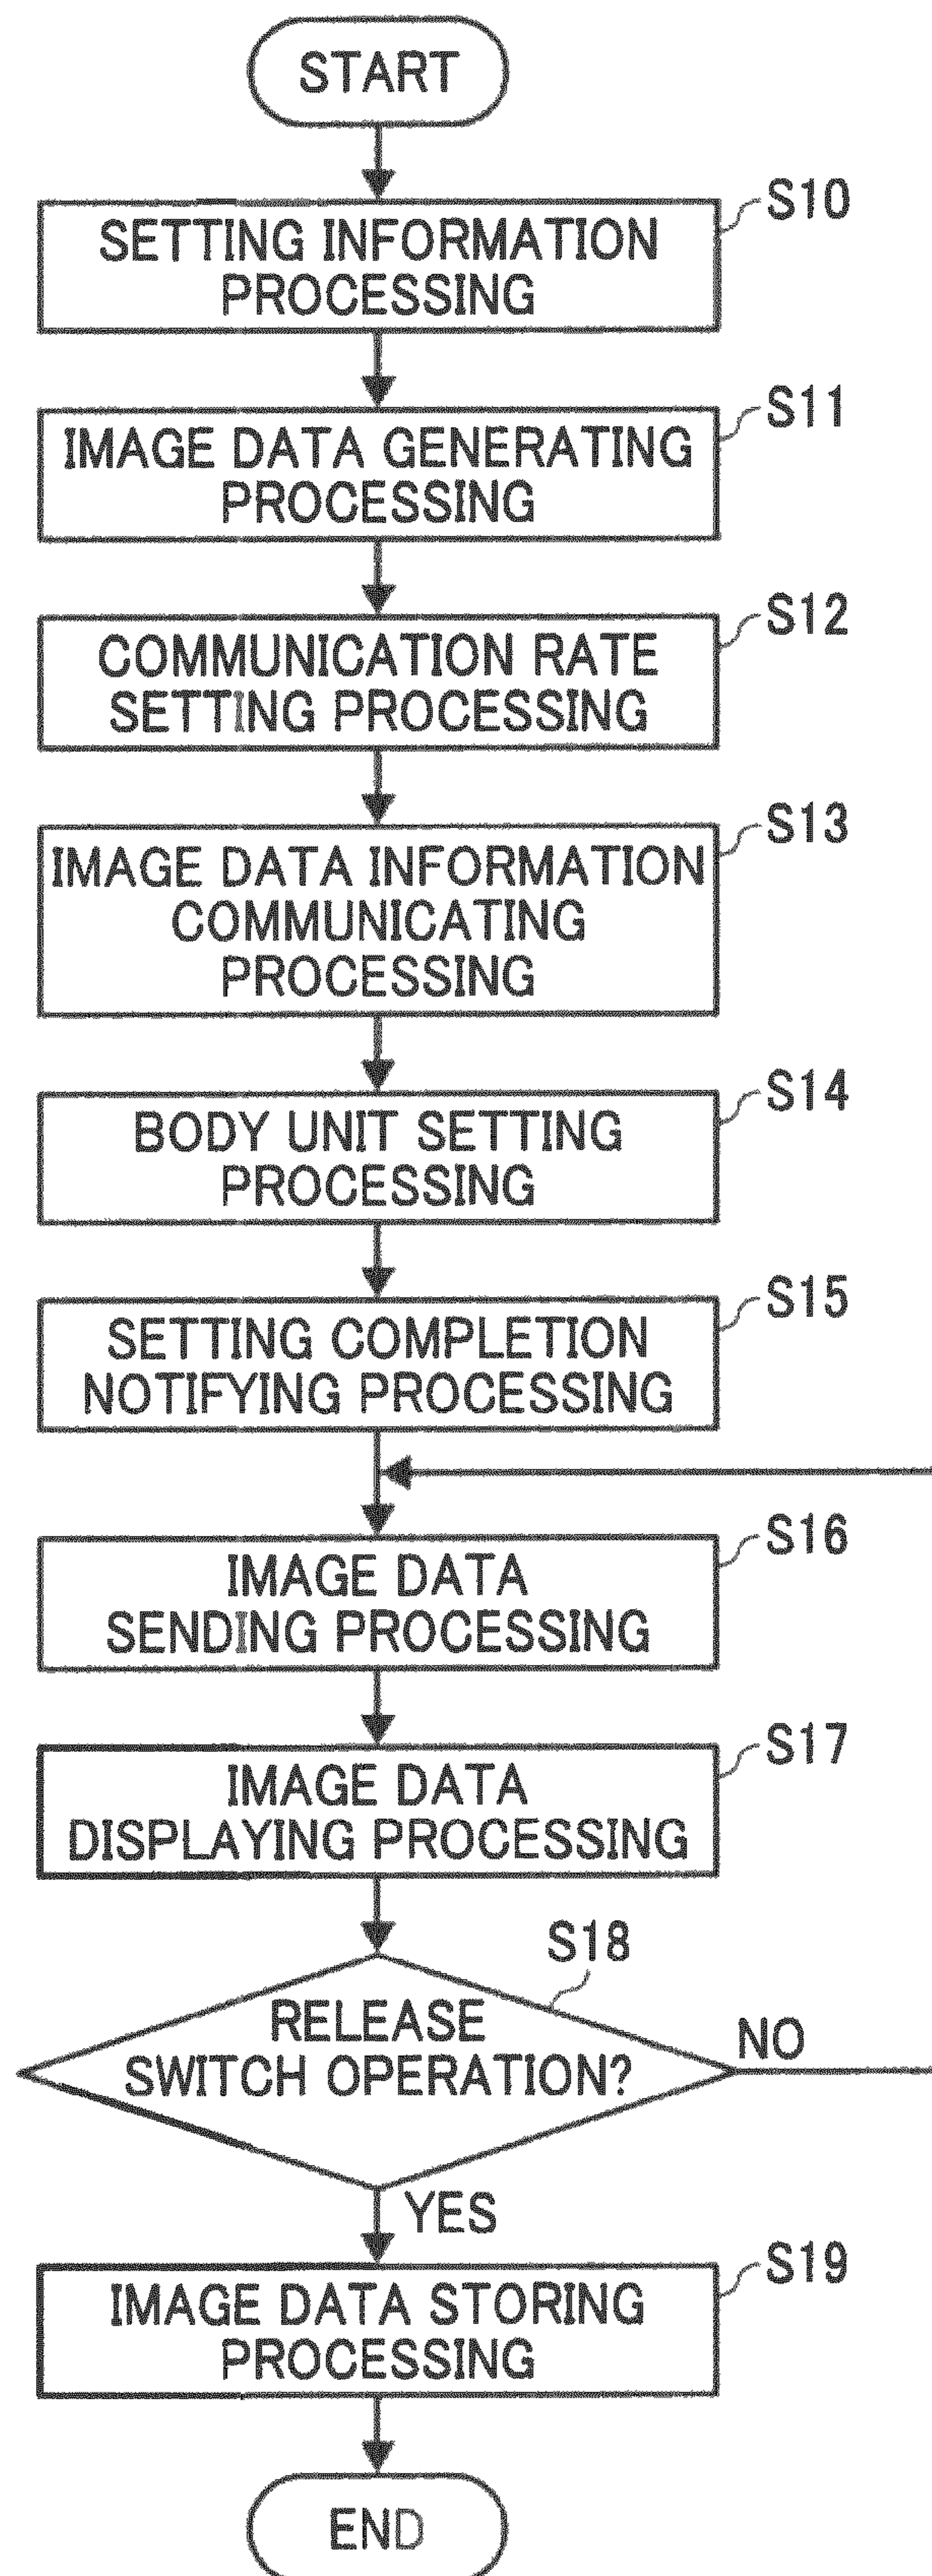 START
S10
SETTING INFORMATION
PROCESSING
S11
IMAGE DATA GENERATING
PROCESSING
S12
COMMUNICATION RATE
SETTING PROCESSING
S13
IMAGE DATA INFORMATION
COMMUNICATING
PROCESSING
S14
BODY UNIT SETTING
PROCESSING
S15
SETTING COMPLETION
NOTIFYING PROCESSING
S16
IMAGE DATA
SENDING PROCESSING
S17
IMAGE DATA
DISPLAYING PROCESSING
S18
RELEASE
SWITCH OPERATION?
NO
YES
S19
IMAGE DATA STORING
PROCESSING
END